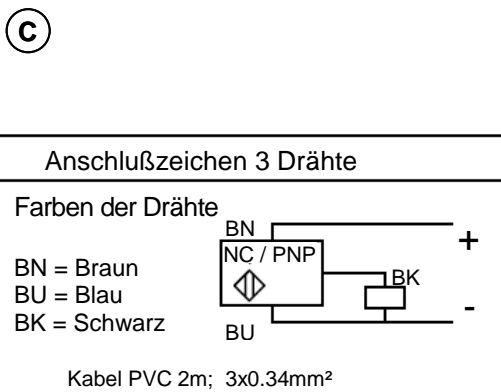 C
Anschlußzeichen 3 Drähte
Farben der Drähte
BN = Braun
BU = Blau
BK = Schwarz
BN
NC / PNP
BK
BU
+
-
Kabel PVC 2m; 3x0.34mm²